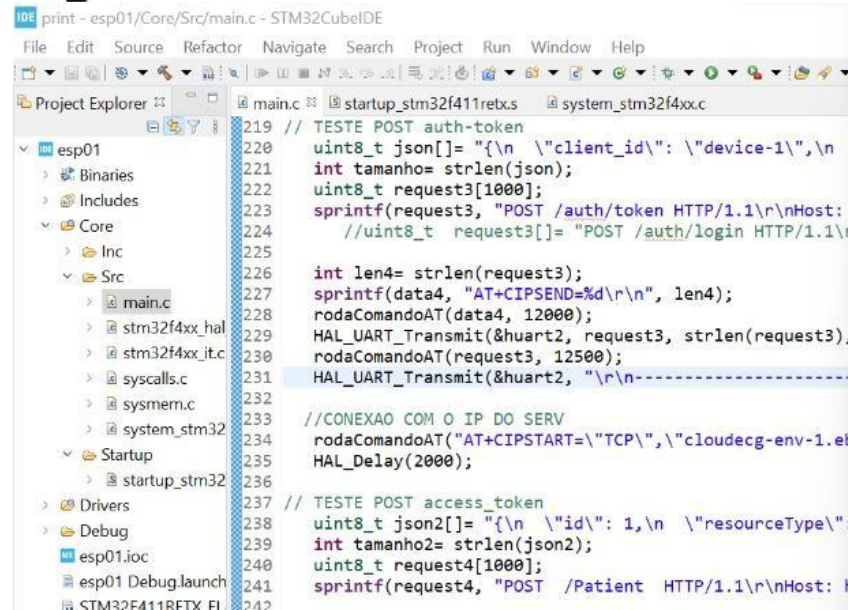 IDE print - esp01/Core/Src/main.c - STM32CubeIDE
File Edit Source Refactor Navigate Search Project Run Window Help
Project Explorer
main.c startup_stm32f411retx.s system_stm32f4xx.c
esp01
Binaries
Includes
Core
Inc
Src
main.c
stm32f4xx_hal
stm32f4xx_it.c
syscalls.c
sysmem.c
system_stm32
Startup
startup_stm32
Drivers
Debug
esp01.ioc
esp01 Debug.launch
STM32F411RETX_FL
219 // TESTE POST auth-token
220 uint8_t json[]= "{\n \"client_id\": \"device-1\",\n
221 int tamanho= strlen(json);
222 uint8_t request3[1000];
223 sprintf(request3, "POST /auth/token HTTP/1.1\r\nHost:
224 //uint8_t request3[]= "POST /auth/login HTTP/1.1\r
225
226 int len4= strlen(request3);
227 sprintf(data4, "AT+CIPSEND=%d\r\n", len4);
228 rodaComandoAT(data4, 12000);
229 HAL_UART_Transmit(&huart2, request3, strlen(request3),
230 rodaComandoAT(request3, 12500);
231 HAL_UART_Transmit(&huart2, "\r\n-----------------------
232
233 //CONEXAO COM O IP DO SERV
234 rodaComandoAT("AT+CIPSTART=\"TCP\",\"cloudecg-env-1.eb
235 HAL_Delay(2000);
236
237 // TESTE POST access_token
238 uint8_t json2[]= "{\n \"id\": 1,\n \"resourceType\":
239 int tamanho2= strlen(json2);
240 uint8_t request4[1000];
241 sprintf(request4, "POST /Patient HTTP/1.1\r\nHost:
242